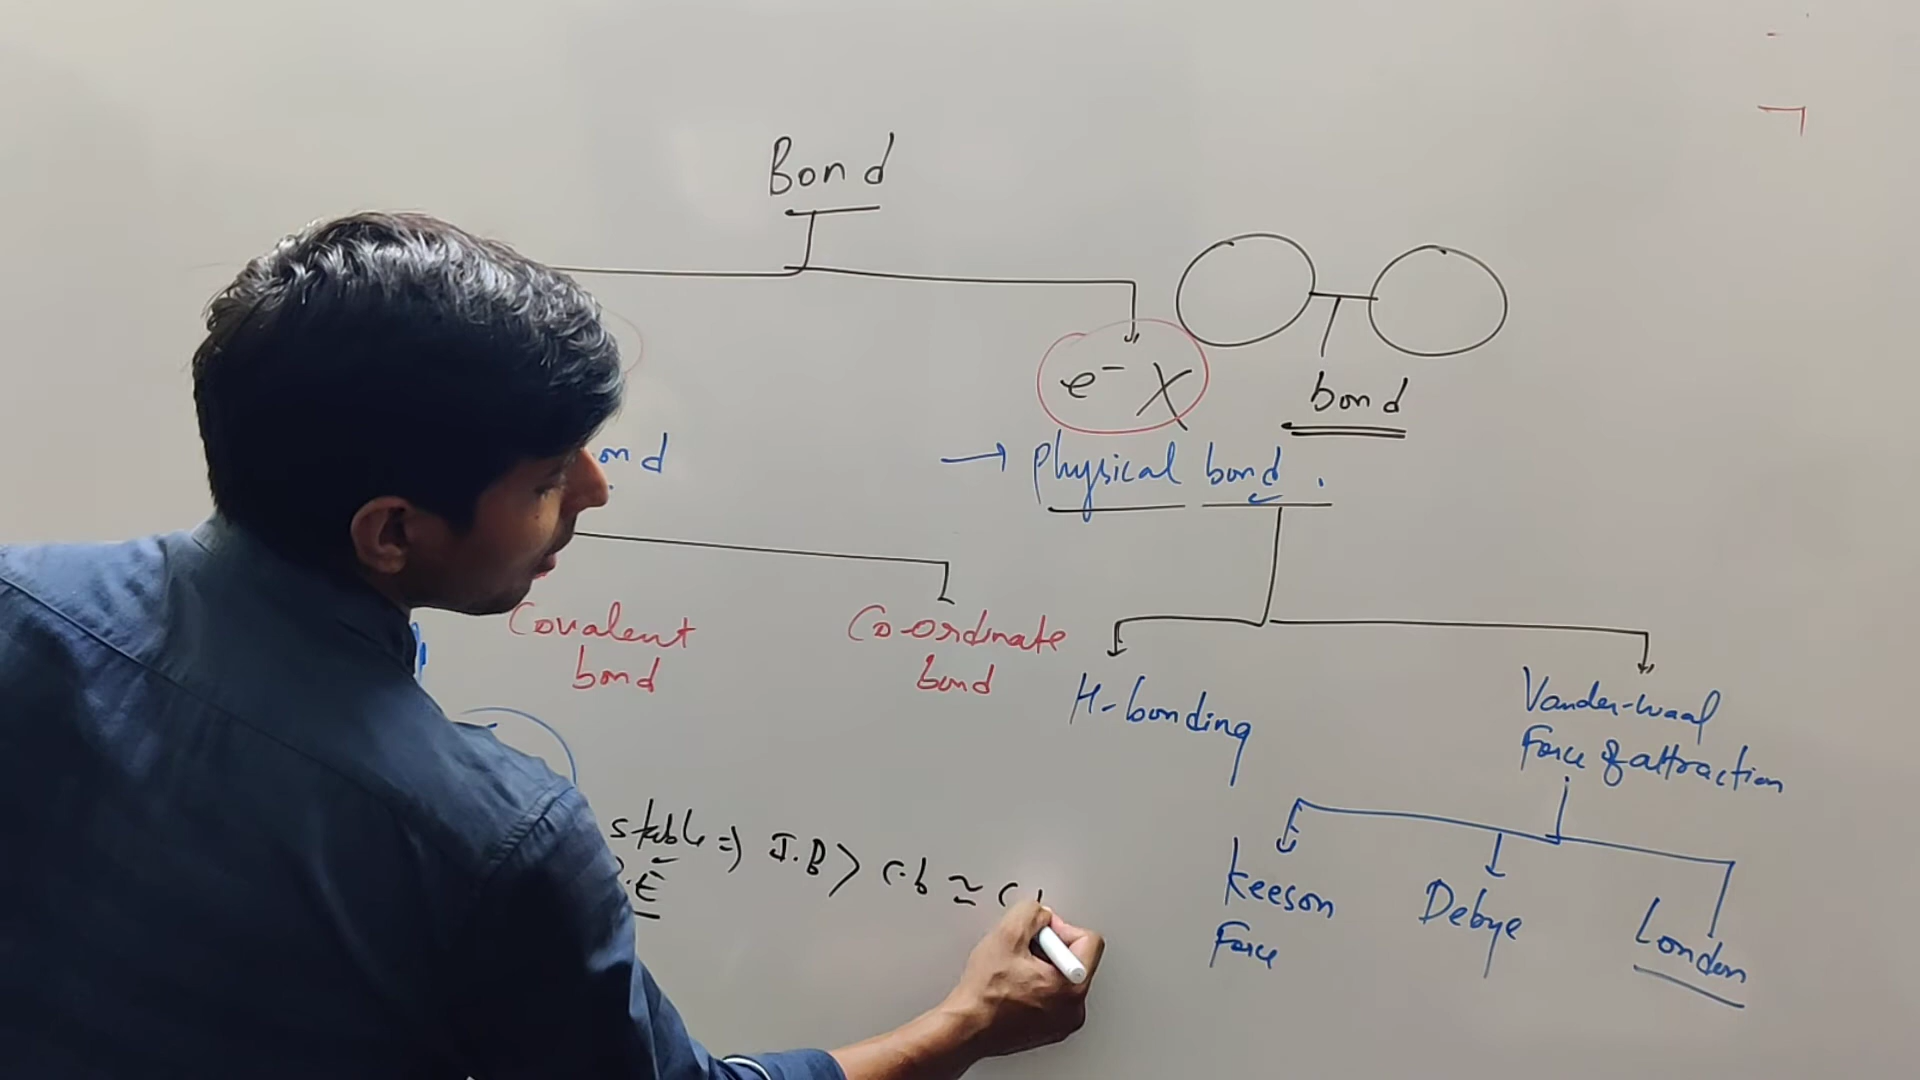 Bond
e⁻ X
bond
ond
→ physical bond .
Covalent
bond
Co-ordinate
bond
H-bonding
Vander-waal
Force of attraction
stable => I.B > C.b ≈ C
.E
Keeson
Force
Debye
London